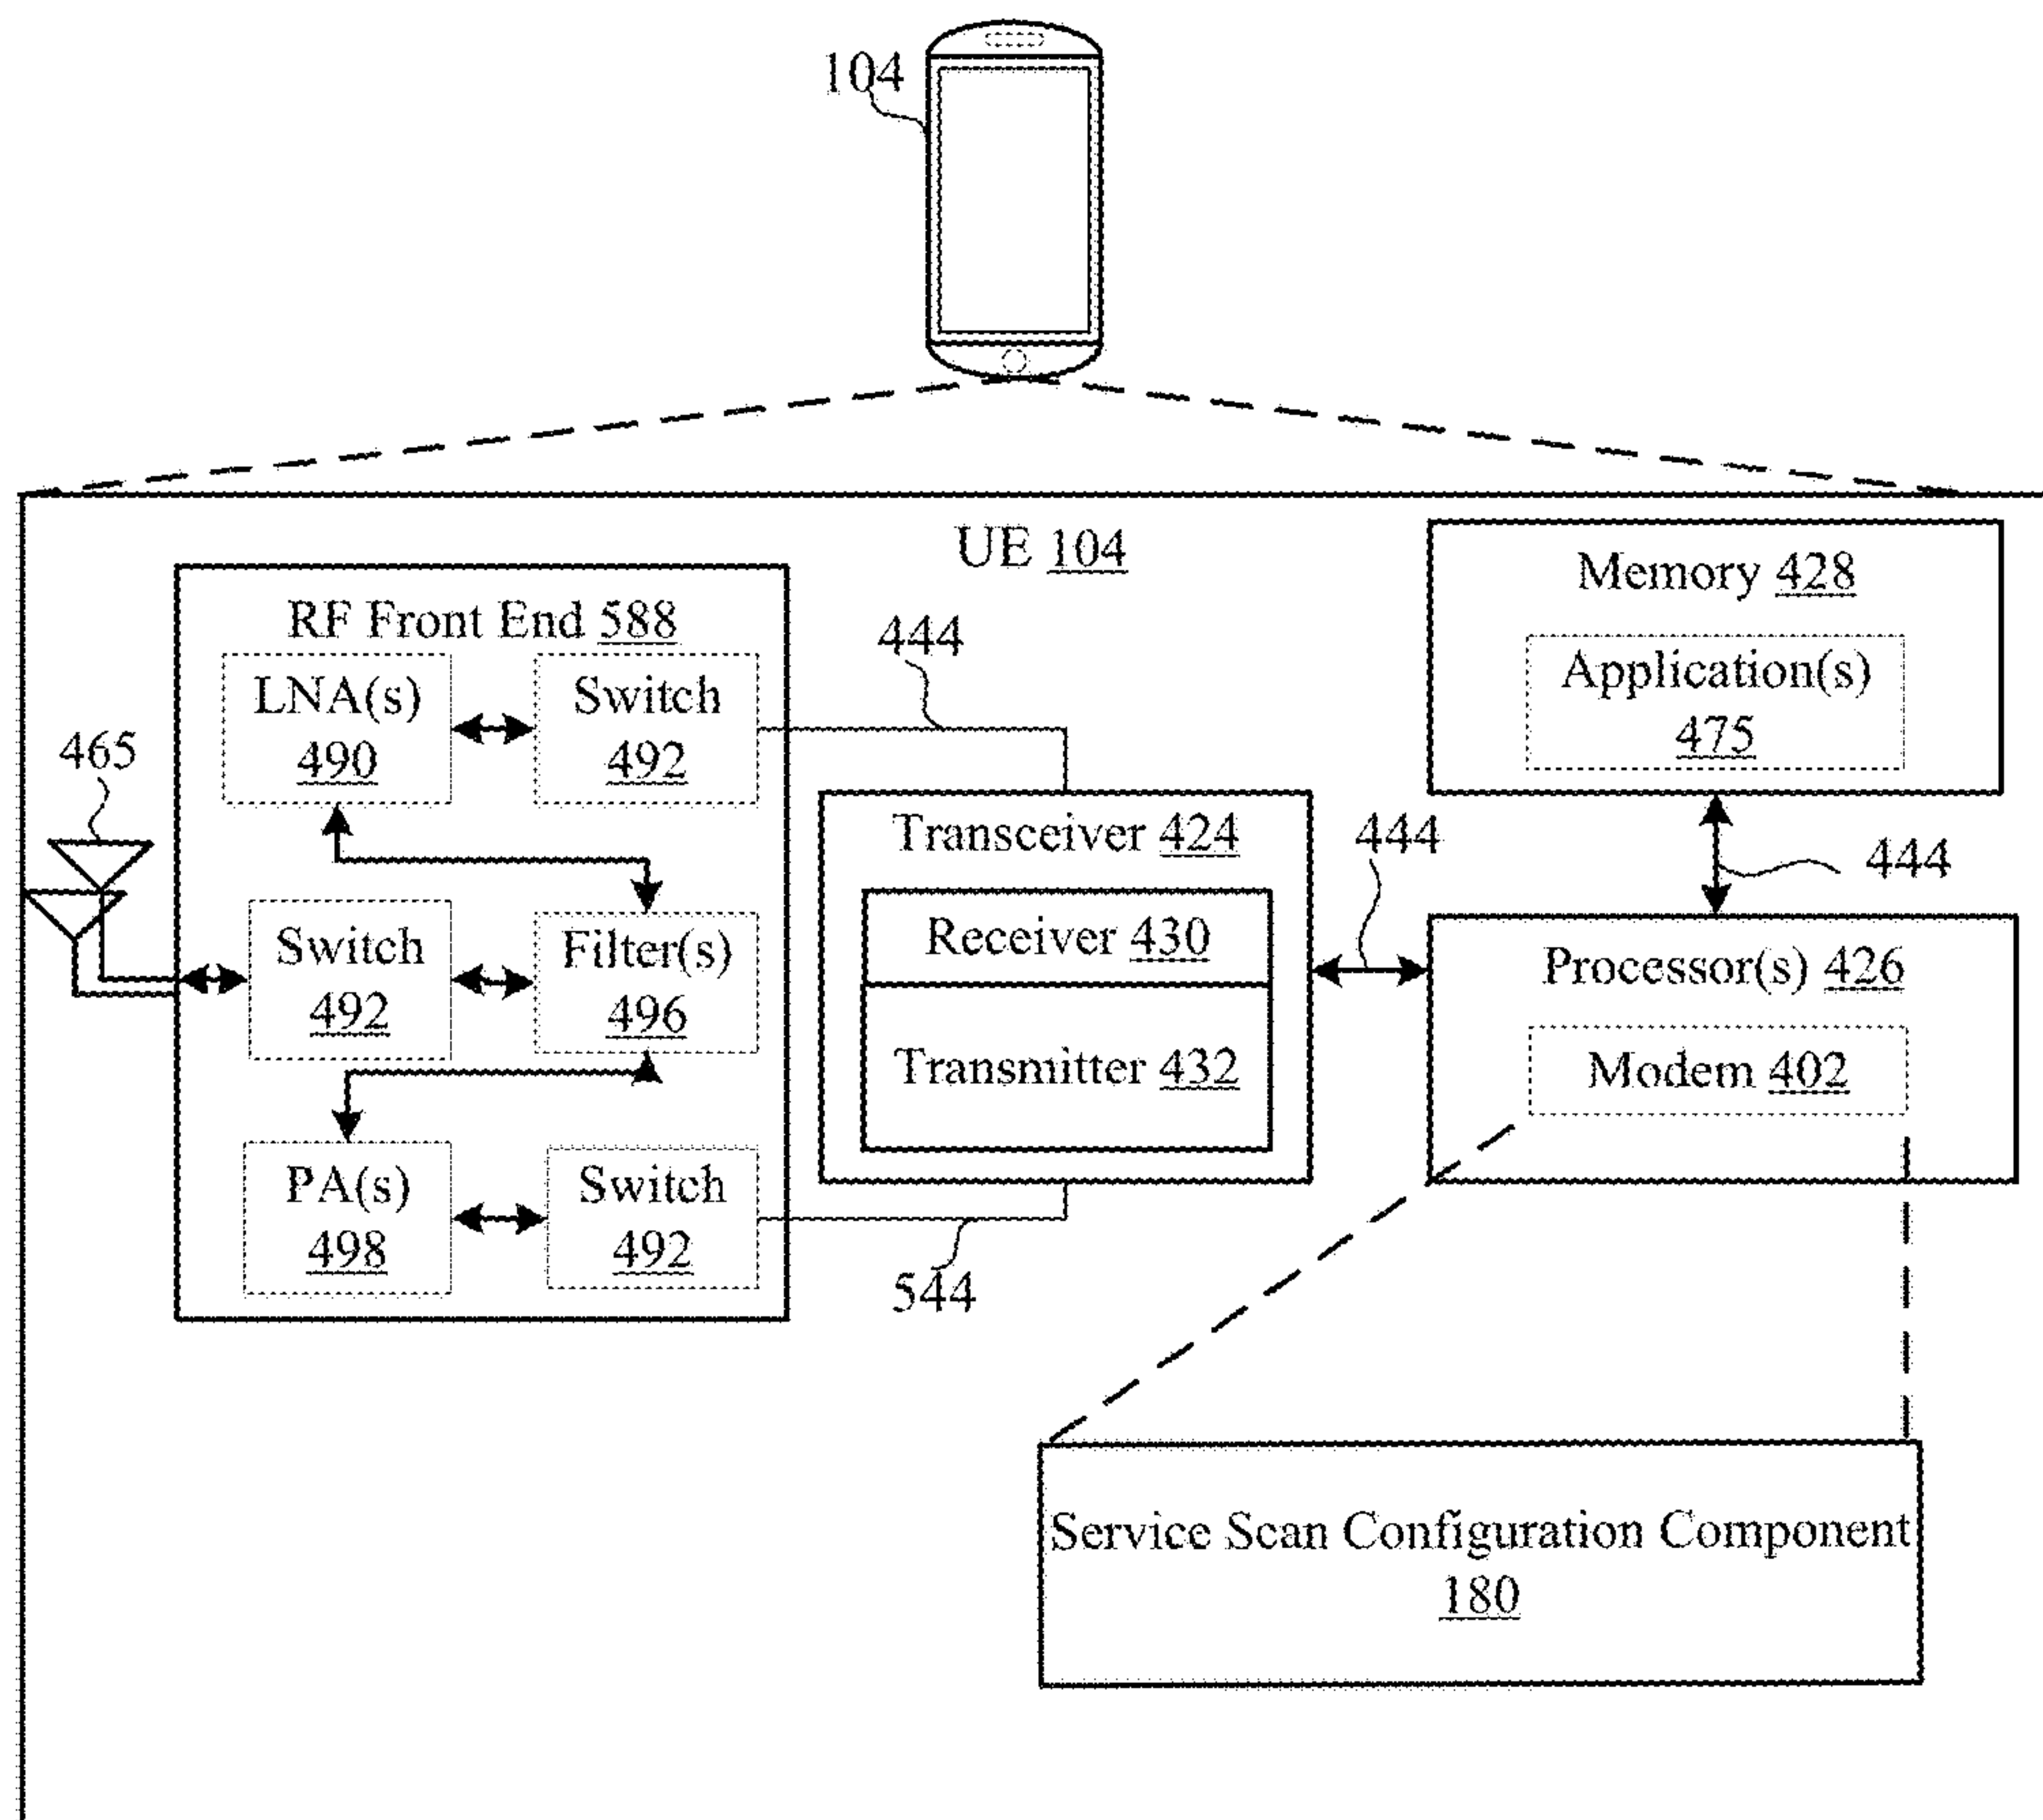 104
UE 104
RF Front End 588
LNA(s)
490
Switch
492
465
Switch
492
Filter(s)
496
PA(s)
498
Switch
492
444
Transceiver 424
Receiver 430
Transmitter 432
544
444
Memory 428
Application(s)
475
444
Processor(s) 426
Modem 402
Service Scan Configuration Component
180